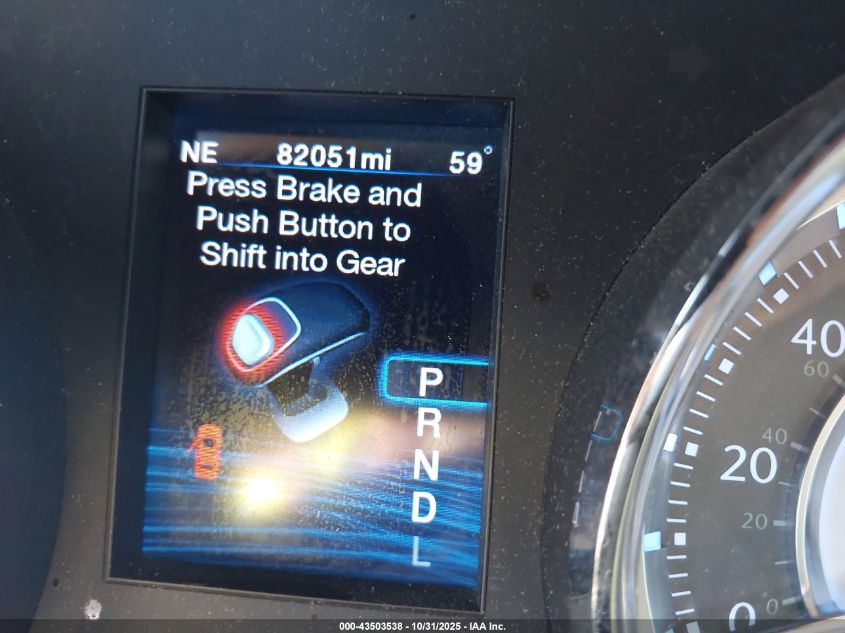 NE 82051mi 59°
Press Brake and
Push Button to
Shift into Gear
P
R
N
D
L
40
60
40
20
20
0
0
000-43503538 - 10/31/2025 - IAA Inc.